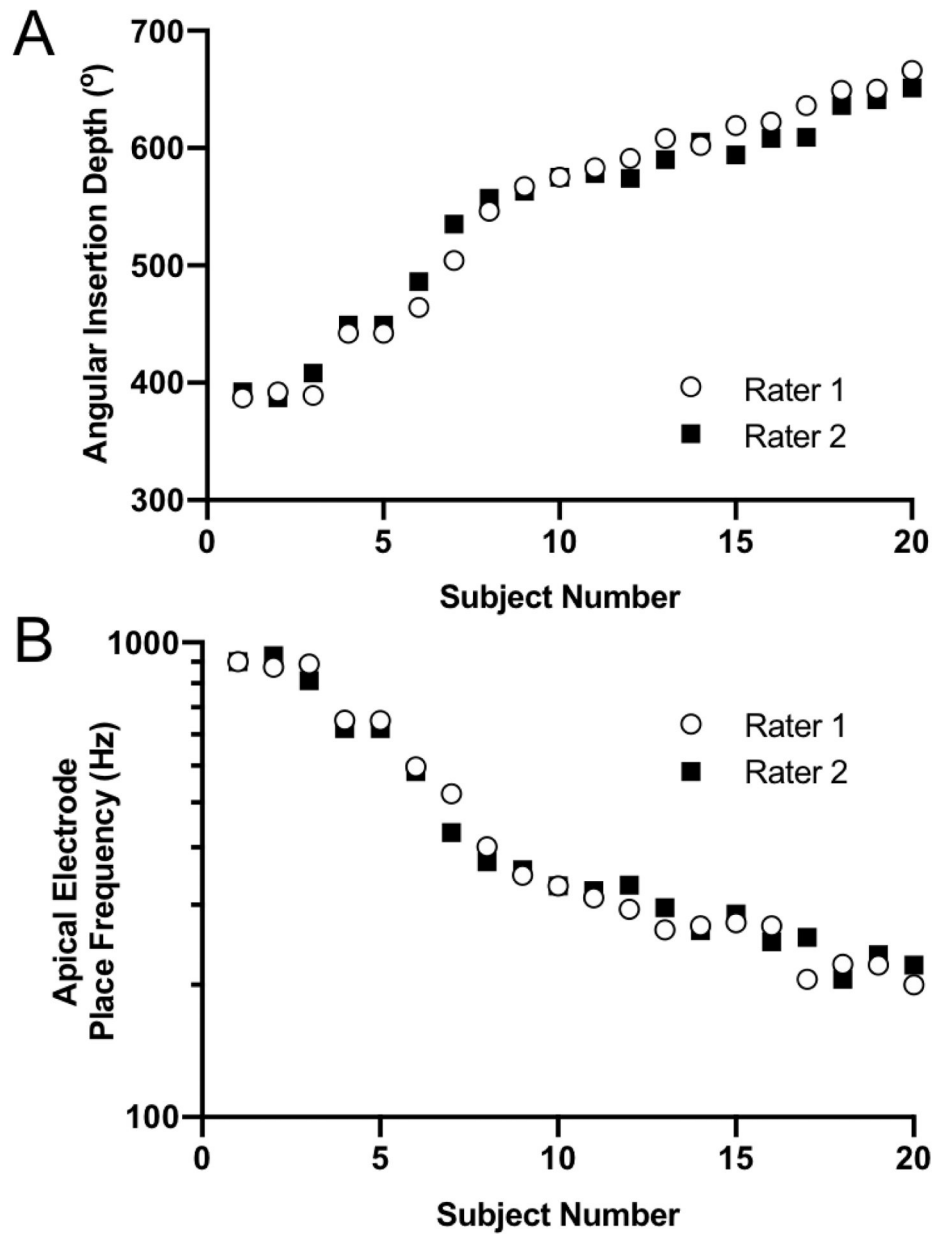 A
700
600
500
400
300
Angular Insertion Depth (º)
Rater 1
Rater 2
0 5 10 15 20
Subject Number
B
1000
100
Apical Electrode
Place Frequency (Hz)
Rater 1
Rater 2
0 5 10 15 20
Subject Number